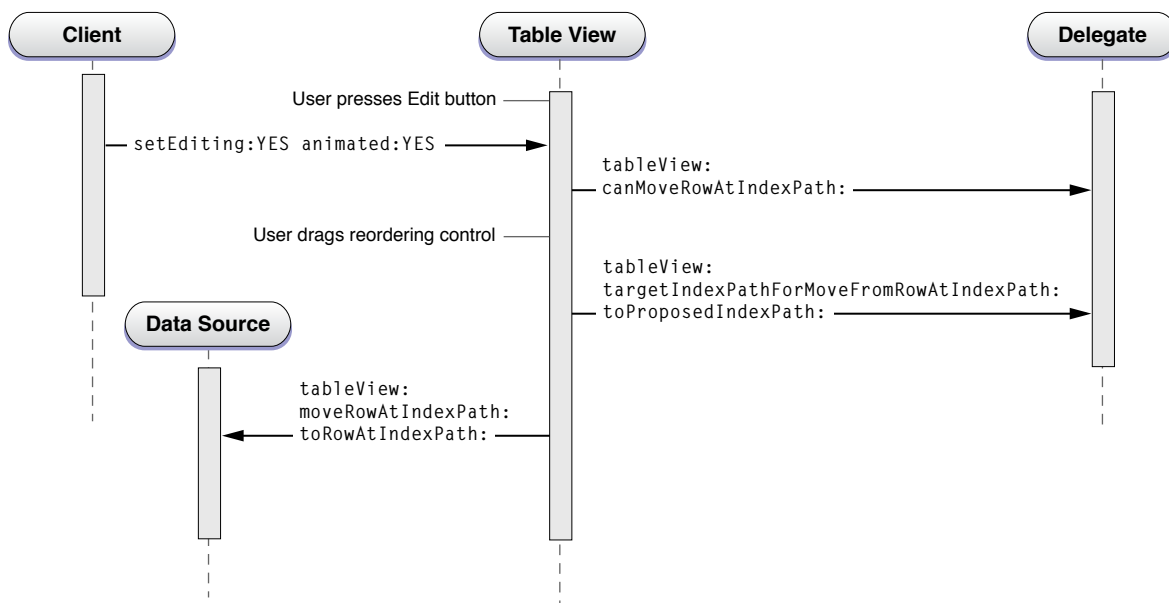 Client
Table View
Delegate
User presses Edit button
setEditing:YES animated:YES
tableView:
canMoveRowAtIndexPath:
User drags reordering control
tableView:
targetIndexPathForMoveFromRowAtIndexPath:
toProposedIndexPath:
Data Source
tableView:
moveRowAtIndexPath:
toRowAtIndexPath: